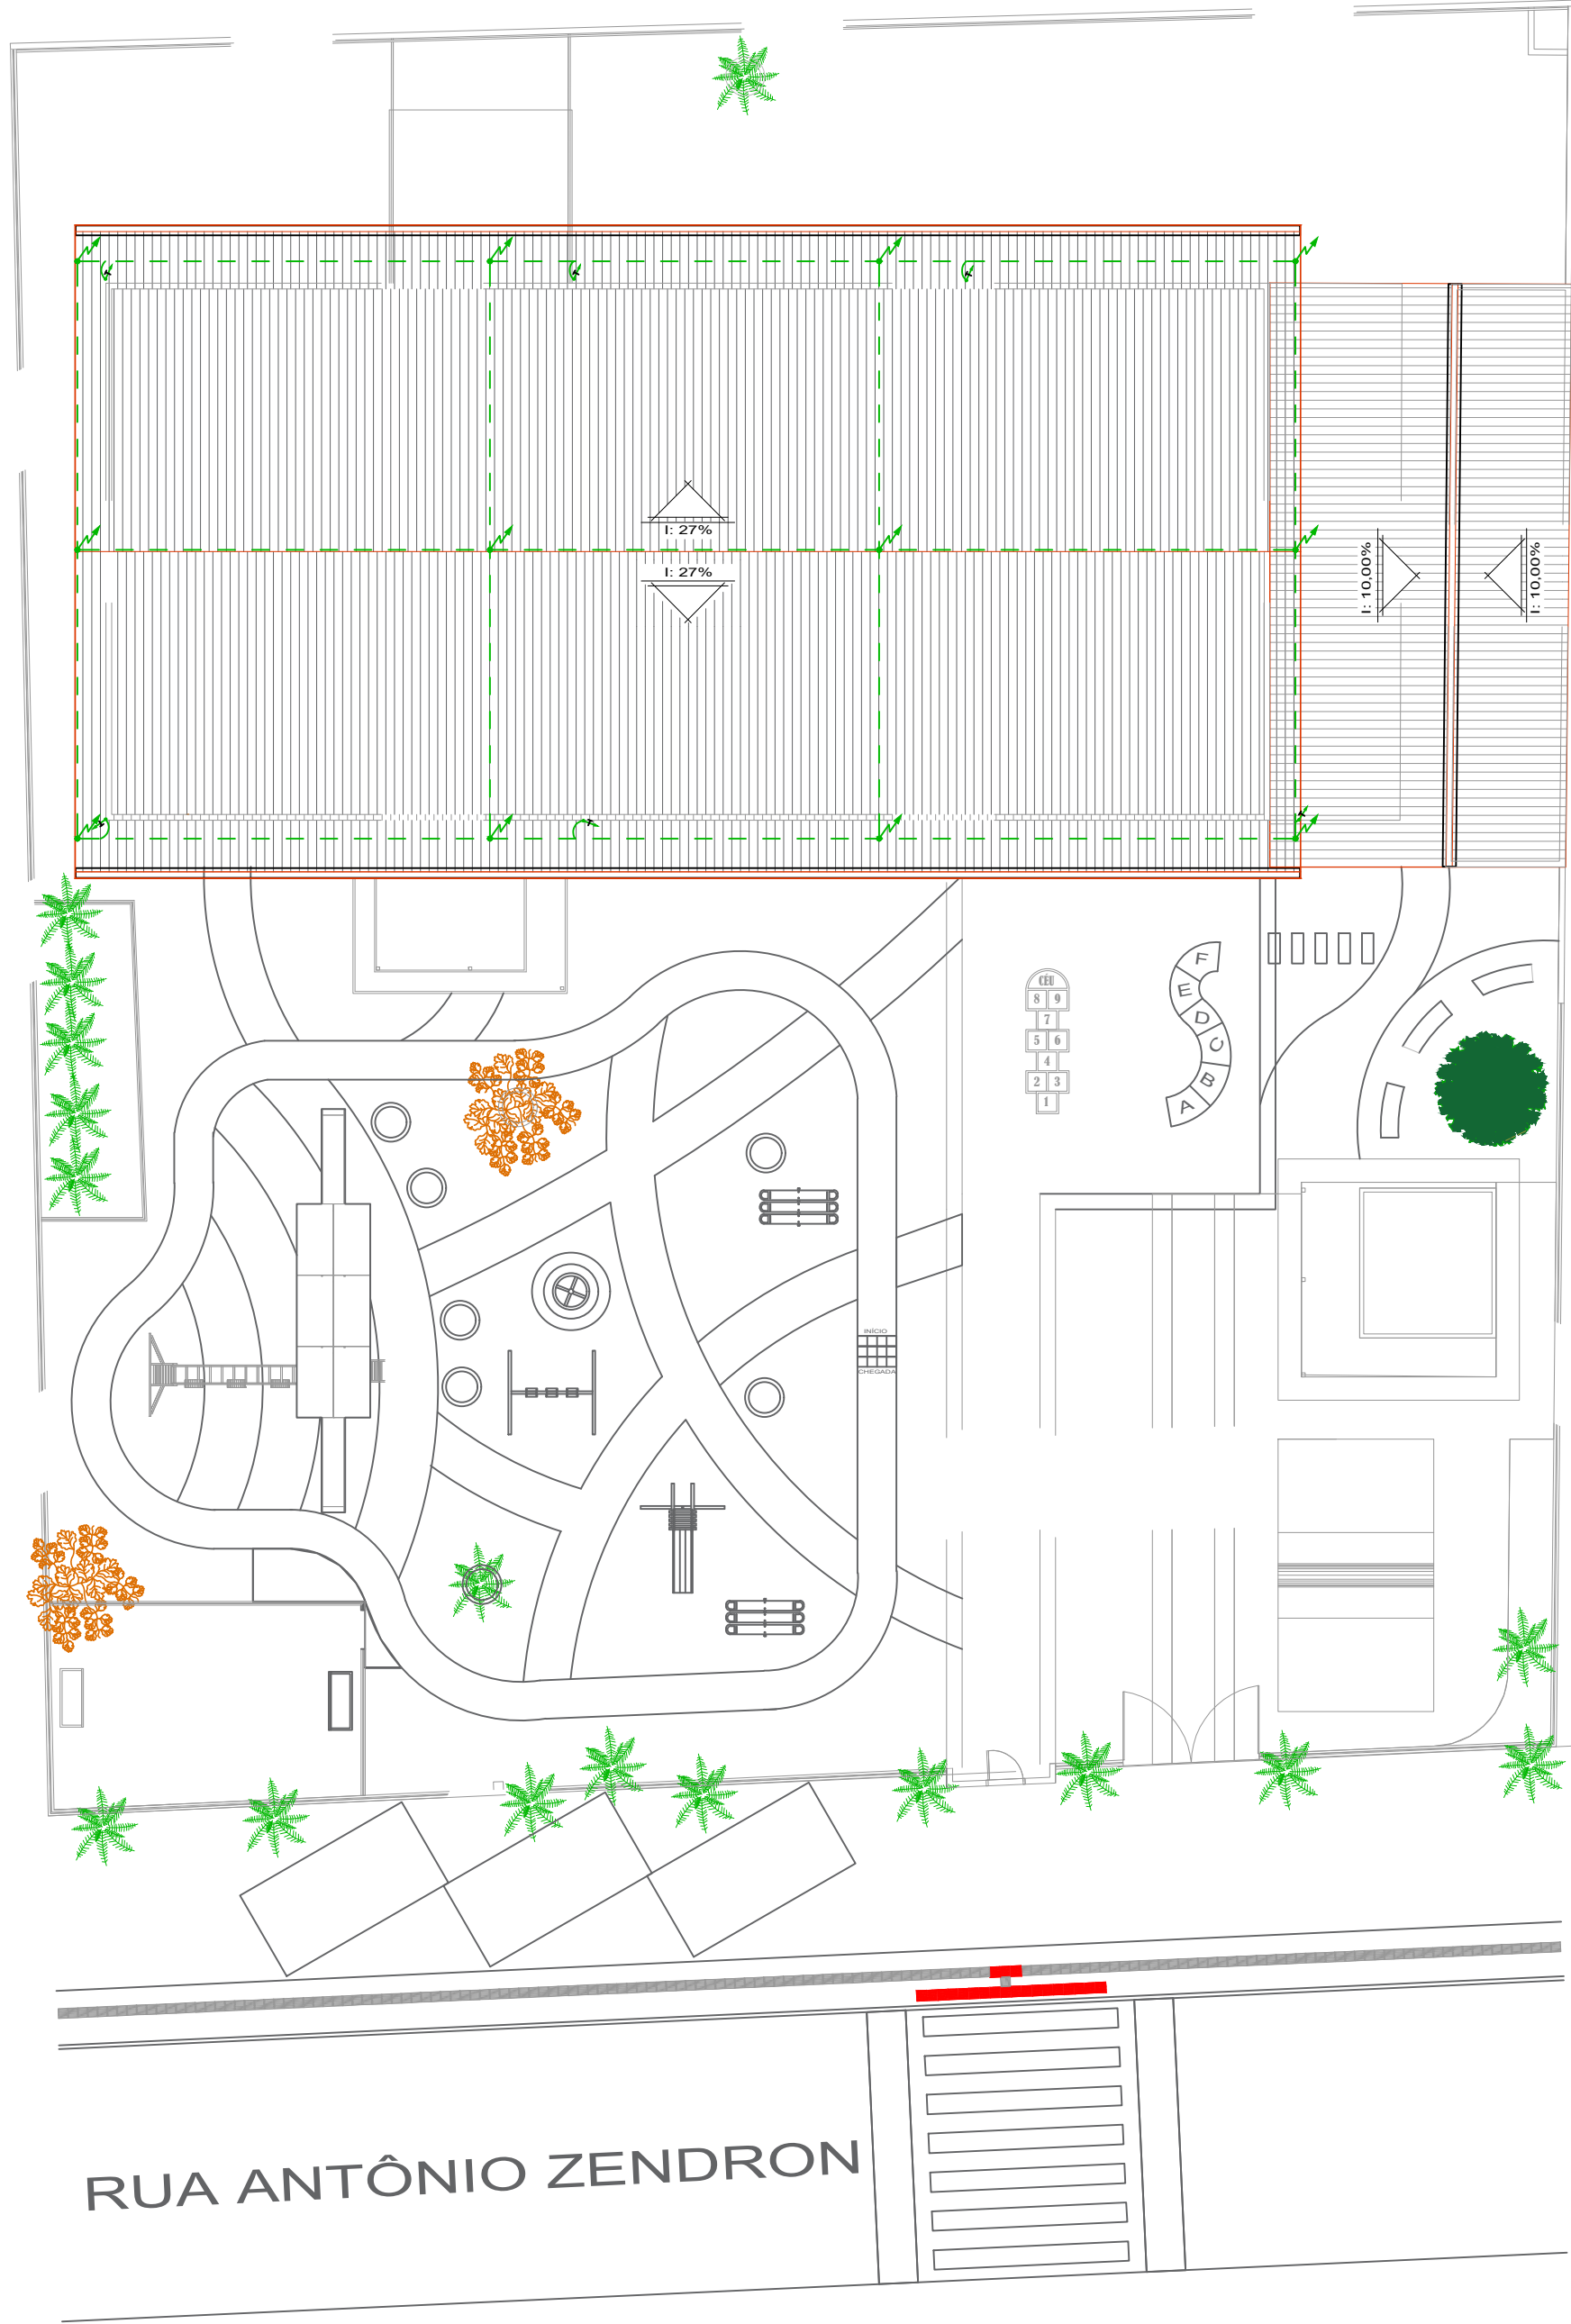 I: 27%
I: 27%
I: 10,00%
I: 10,00%
F
E
D
C
B
A
CÉU
8 9
7
5 6
4
2 3
1
INÍCIO
CHEGADA
RUA ANTÔNIO ZENDRON